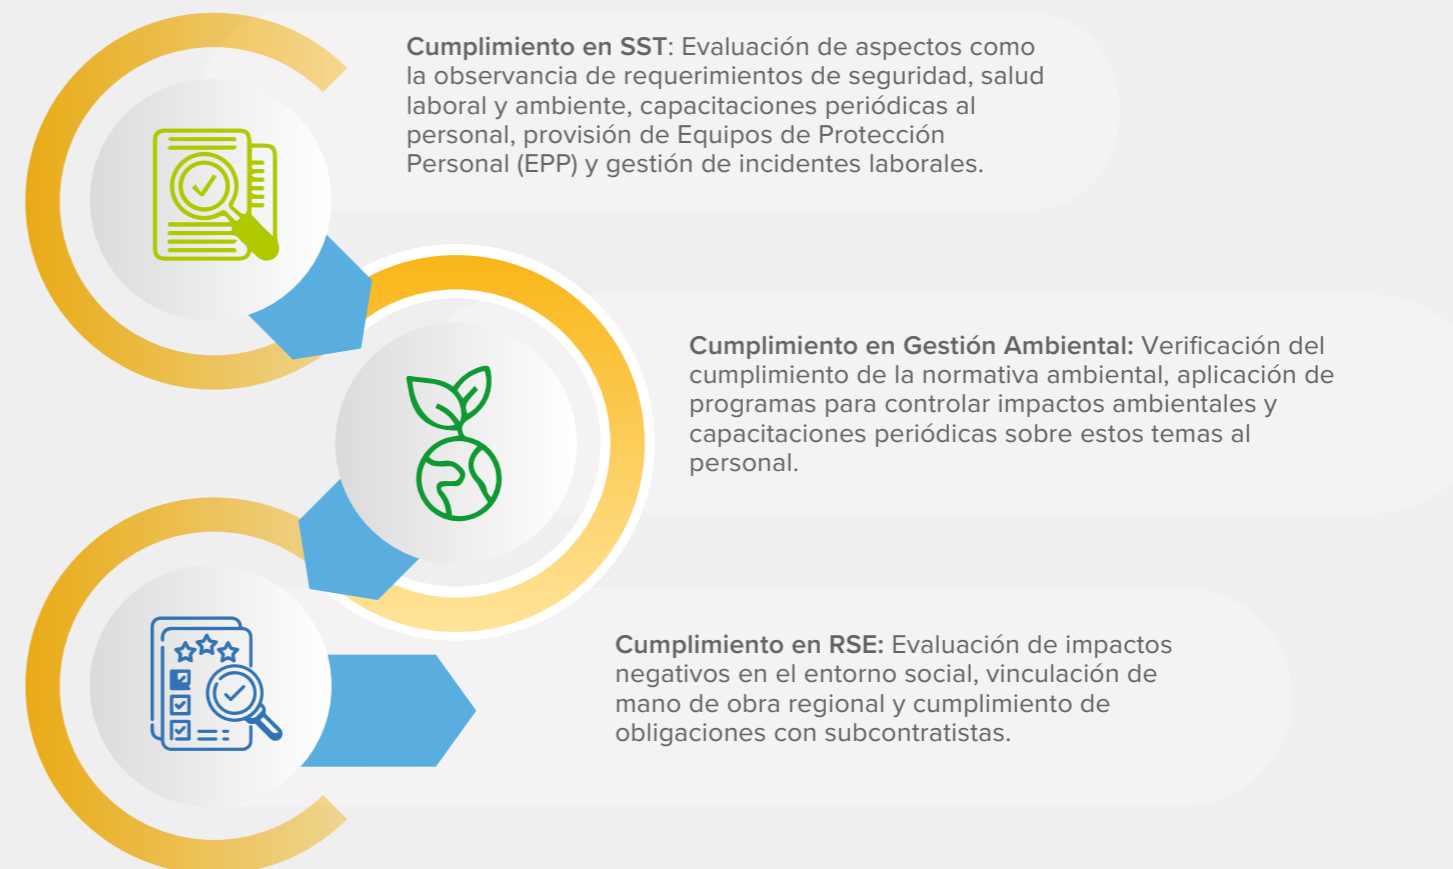 Cumplimiento en SST: Evaluación de aspectos como
la observancia de requerimientos de seguridad, salud
laboral y ambiente, capacitaciones periódicas al
personal, provisión de Equipos de Protección
Personal (EPP) y gestión de incidentes laborales.
Cumplimiento en Gestión Ambiental: Verificación del
cumplimiento de la normativa ambiental, aplicación de
programas para controlar impactos ambientales y
capacitaciones periódicas sobre estos temas al
personal.
Cumplimiento en RSE: Evaluación de impactos
negativos en el entorno social, vinculación de
mano de obra regional y cumplimiento de
obligaciones con subcontratistas.